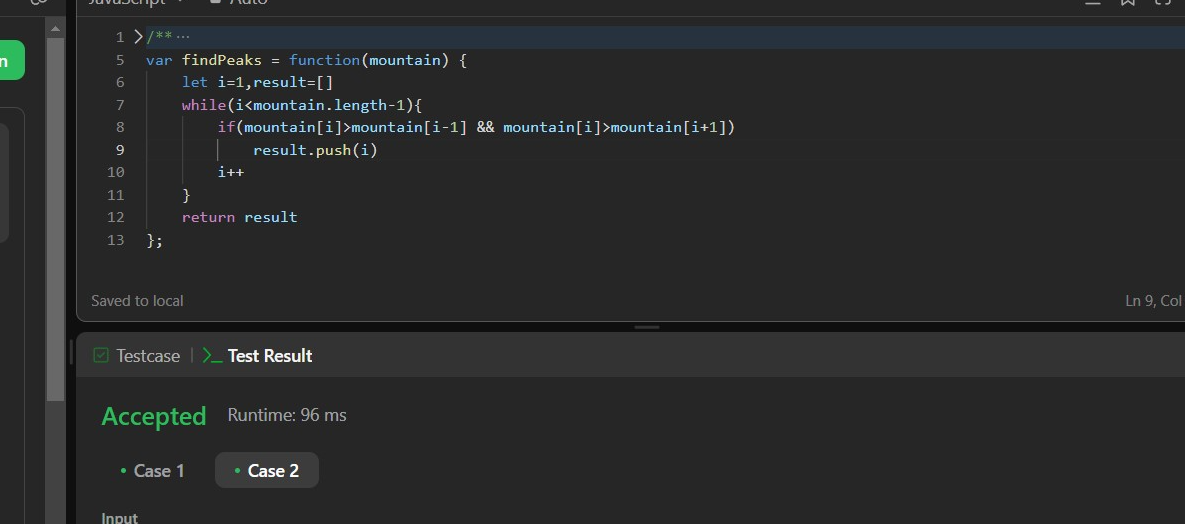 JavaScript
Auto
n
1 /** ...
5 var findPeaks = function(mountain) {
6 let i=1,result=[]
7 while(i<mountain.length-1){
8 if(mountain[i]>mountain[i-1] && mountain[i]>mountain[i+1])
9 result.push(i)
10 i++
11 }
12 return result
13 };
Saved to local
Ln 9, Col
Testcase | >_ Test Result
Accepted Runtime: 96 ms
• Case 1 • Case 2
Input